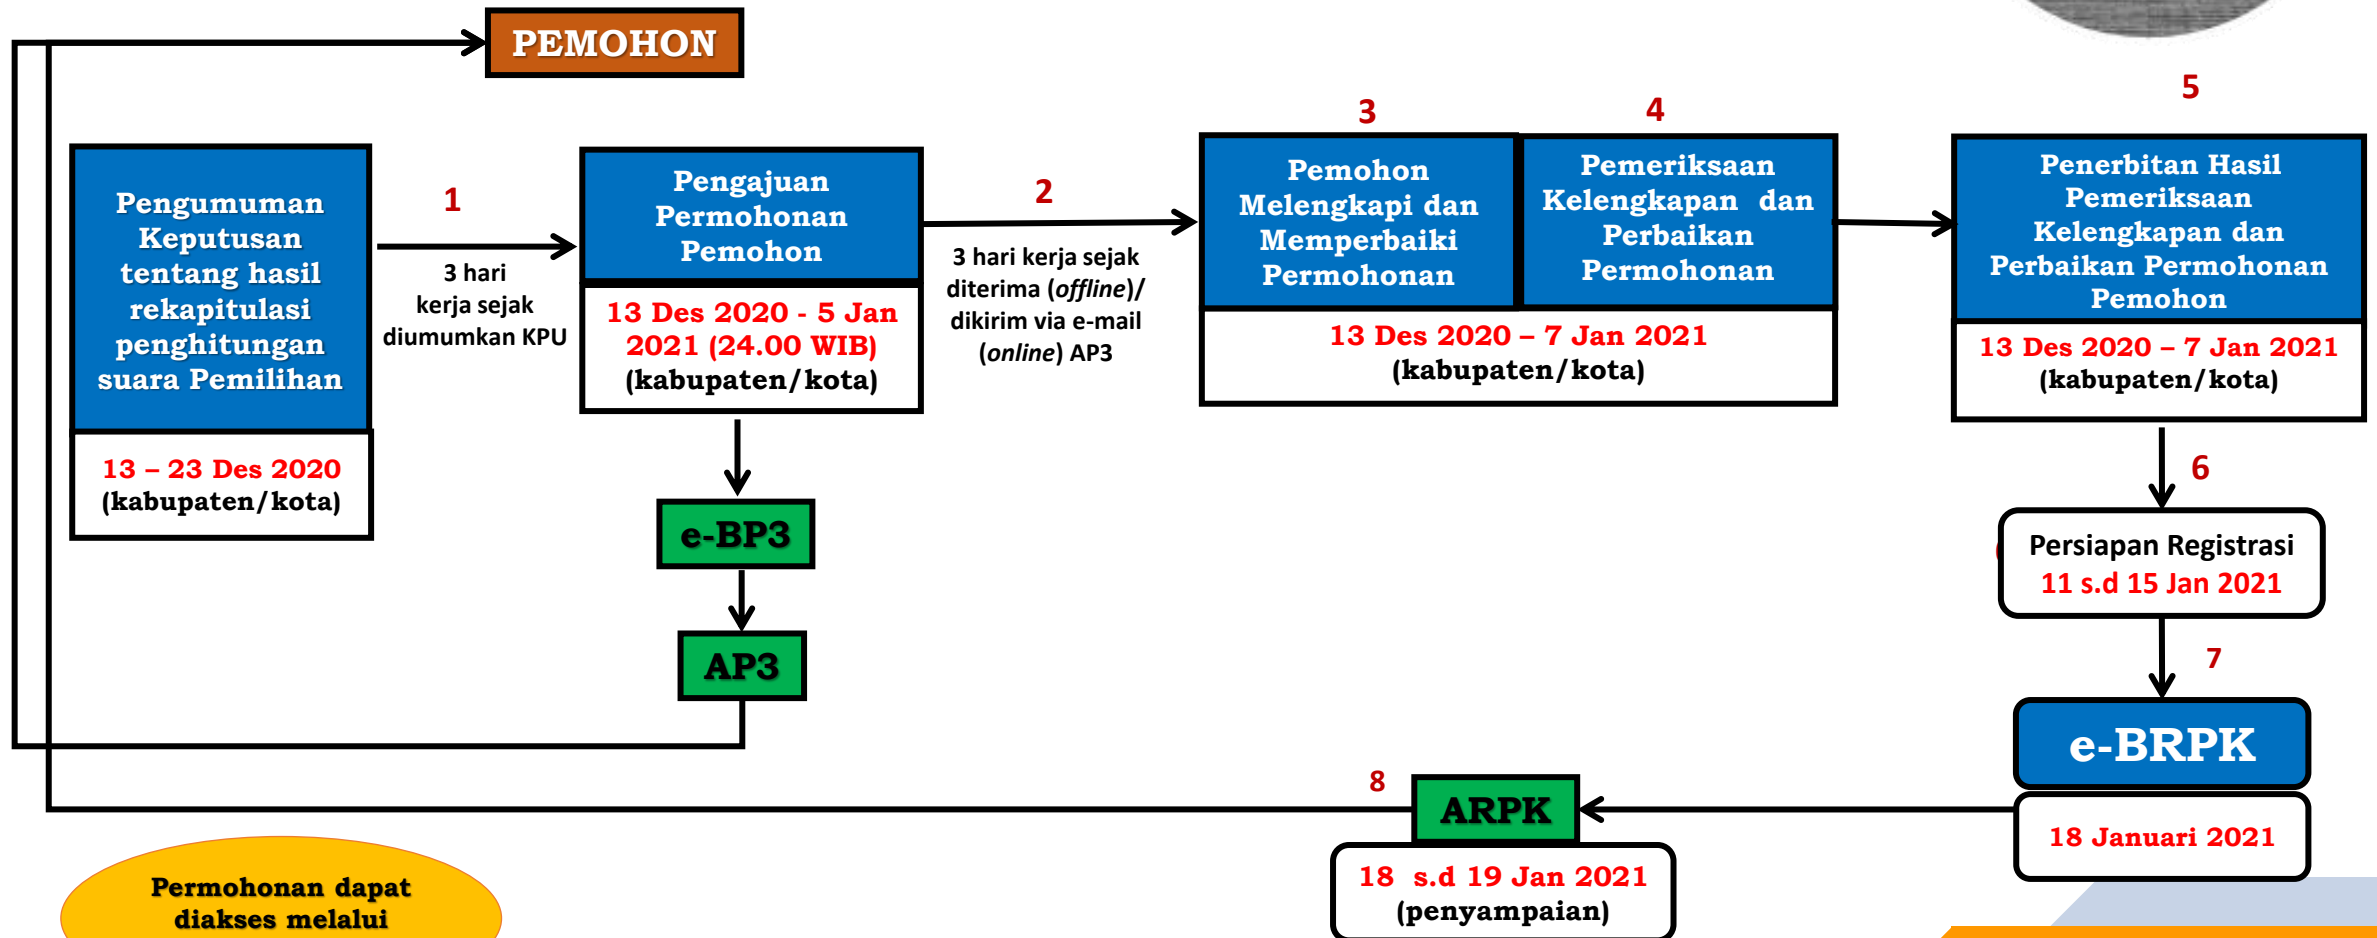 PEMOHON
Pengumuman
Keputusan
tentang hasil
rekapitulasi
penghitungan
suara Pemilihan
13 – 23 Des 2020
(kabupaten/kota)
1
3 hari
kerja sejak
diumumkan KPU
Pengajuan
Permohonan
Pemohon
13 Des 2020 - 5 Jan
2021 (24.00 WIB)
(kabupaten/kota)
e-BP3
AP3
2
3 hari kerja sejak
diterima (offline)/
dikirim via e-mail
(online) AP3
3
Pemohon
Melengkapi dan
Memperbaiki
Permohonan
4
Pemeriksaan
Kelengkapan dan
Perbaikan
Permohonan
13 Des 2020 – 7 Jan 2021
(kabupaten/kota)
5
Penerbitan Hasil
Pemeriksaan
Kelengkapan dan
Perbaikan Permohonan
Pemohon
13 Des 2020 – 7 Jan 2021
(kabupaten/kota)
6
Persiapan Registrasi
11 s.d 15 Jan 2021
7
e-BRPK
18 Januari 2021
8
ARPK
18 s.d 19 Jan 2021
(penyampaian)
Permohonan dapat
diakses melalui